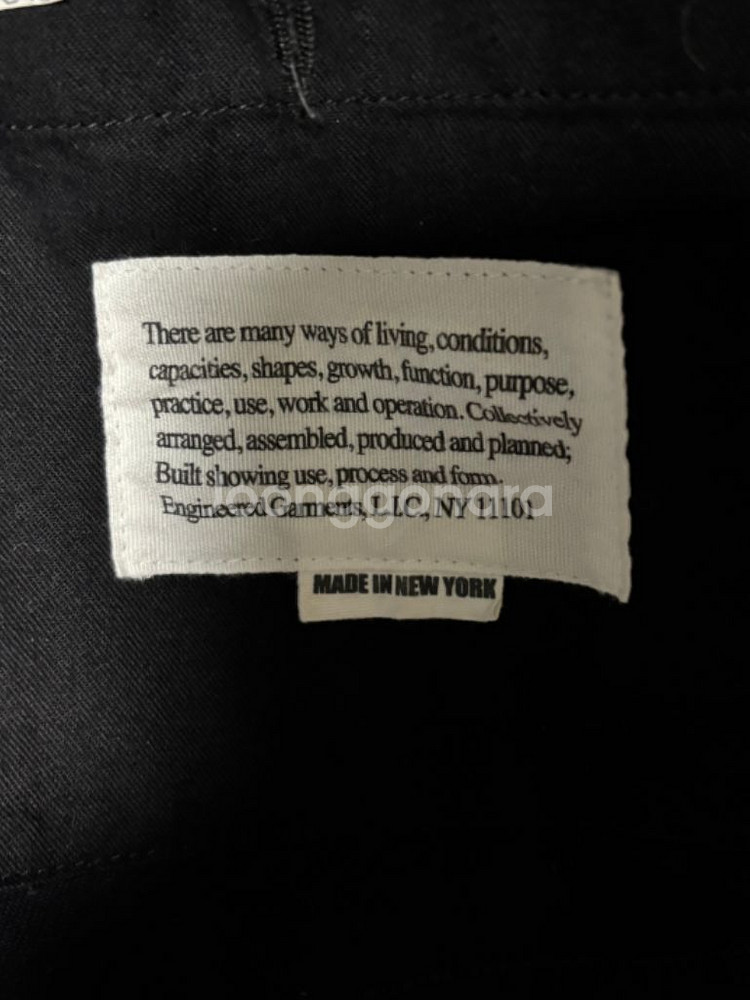 There are many ways of living, conditions,
capacities, shapes, growth, function, purpose,
practice, use, work and operation. Collectively
arranged, assembled, produced and planned;
Built showing use, process and form.
Engineered Garments, L.L.C., NY 11101
MADE IN NEW YORK
Joonggonara